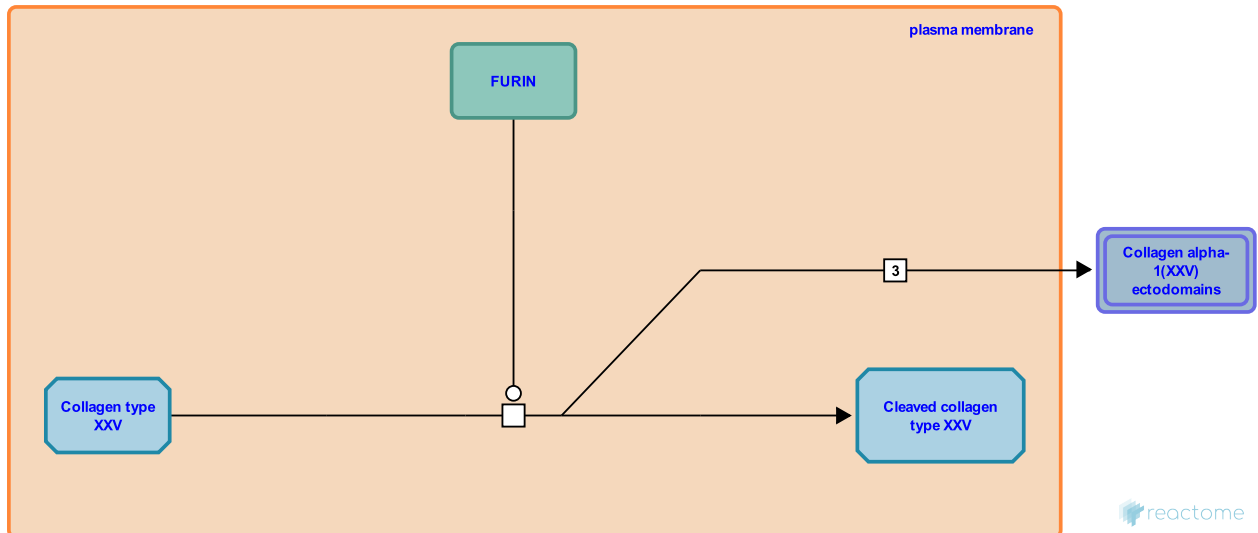 plasma membrane
FURIN
Collagen alpha-
1(XXV)
ectodomains
3
Collagen type
XXV
Cleaved collagen
type XXV
reactome